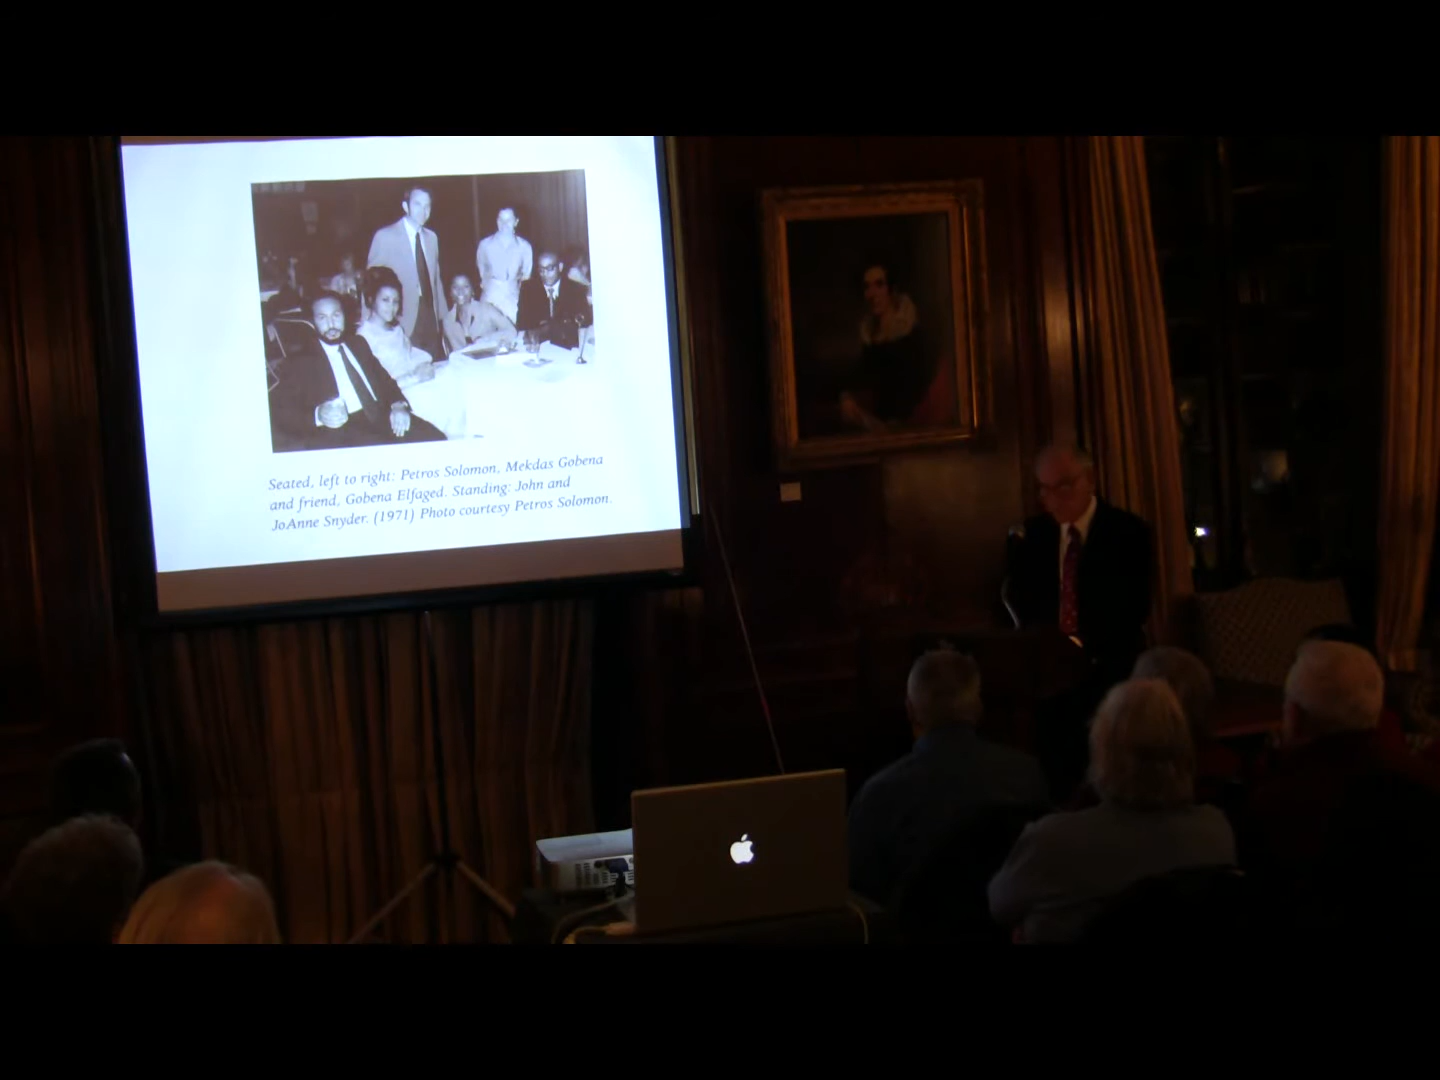 Seated, left to right: Petros Solomon, Mekdas Gobena
and friend, Gobena Elfaged. Standing: John and
JoAnne Snyder. (1971) Photo courtesy Petros Solomon.